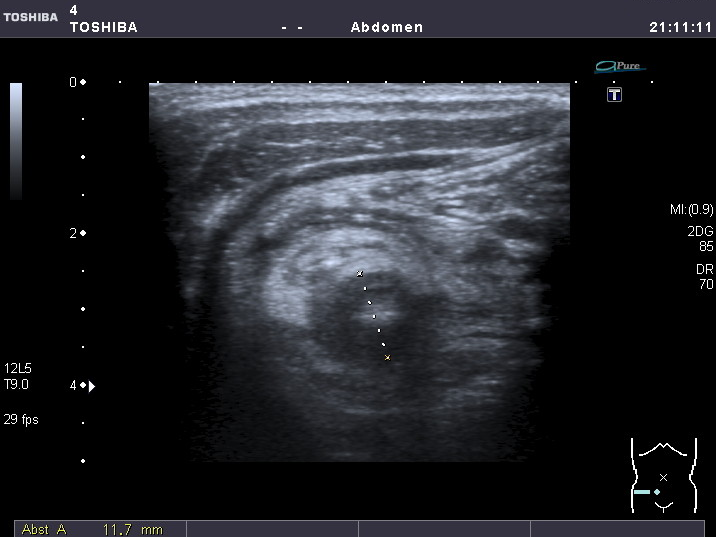 TOSHIBA
4
TOSHIBA
- -
Abdomen
21:11:11
aPure
T
0
2
4
MI:(0.9)
2DG
85
DR
70
12L5
T9.0
29 fps
Abst A 11.7 mm